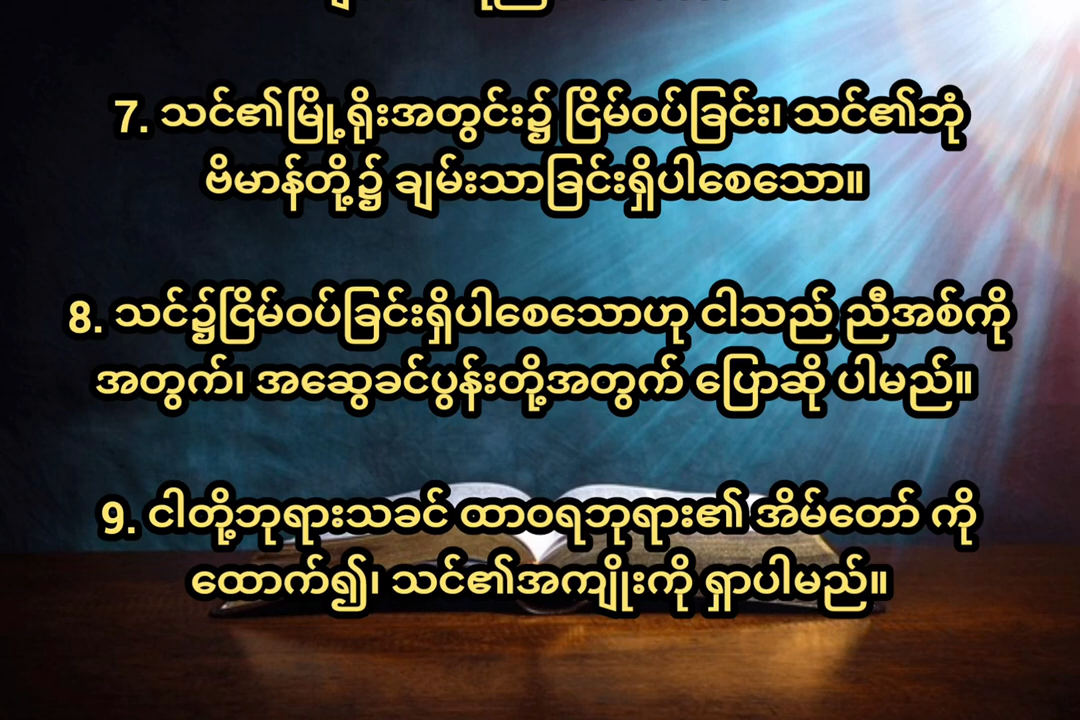 7. သင်၏မြို့ရိုးအတွင်း၌ ငြိမ်ဝပ်ခြင်း၊ သင်၏ဘုံ
ဗိမာန်တို့၌ ချမ်းသာခြင်းရှိပါစေသော။
8. သင်၌ငြိမ်ဝပ်ခြင်းရှိပါစေသောဟု ငါသည် ညီအစ်ကို
အတွက်၊ အဆွေခင်ပွန်းတို့အတွက် ပြောဆို ပါမည်။
9. ငါတို့ဘုရားသခင် ထာဝရဘုရား၏ အိမ်တော် ကို
ထောက်၍၊ သင်၏အကျိုးကို ရှာပါမည်။